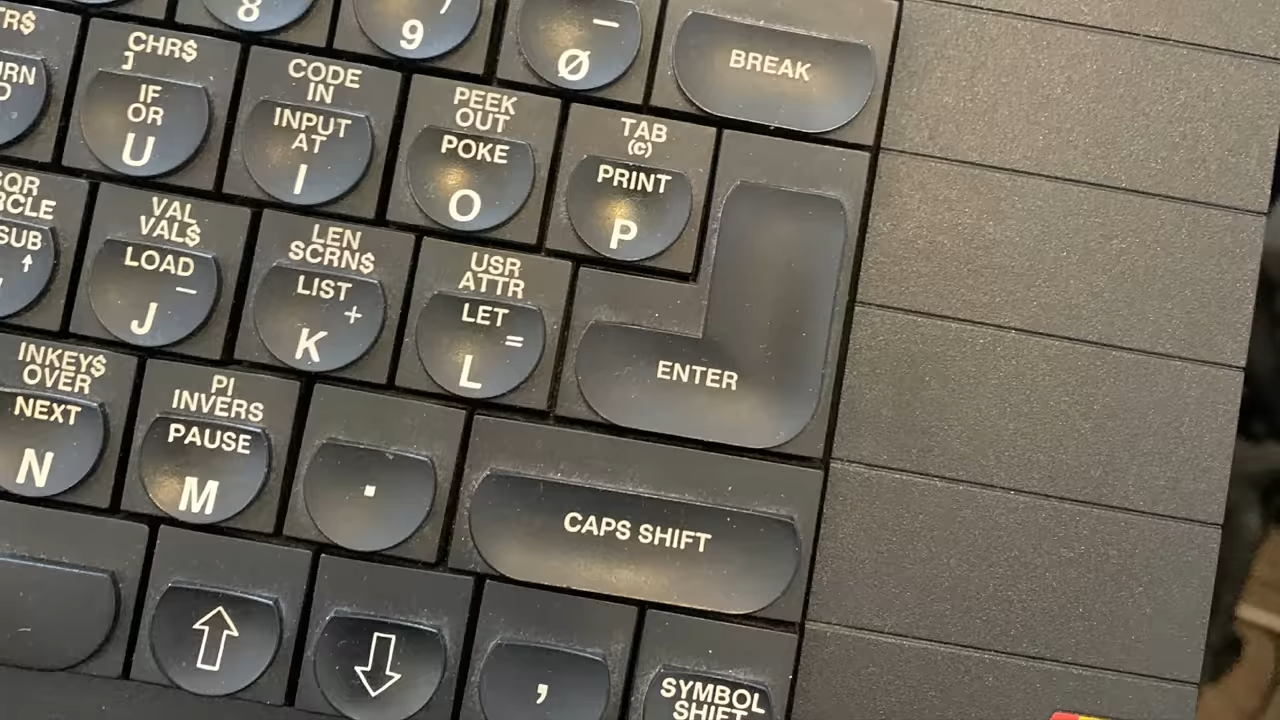 8
9
_
Ø
BREAK
CHR$
]
IF
OR
U
CODE
IN
INPUT
AT
I
PEEK
OUT
POKE
O
TAB
(c)
PRINT
P
VAL
VAL$
LOAD
–
J
LEN
SCRN$
LIST
+
K
USR
ATTR
LET
=
L
ENTER
INKEY$
OVER
NEXT
N
PI
INVERS
PAUSE
M
.
CAPS SHIFT
,
SYMBOL
SHIFT